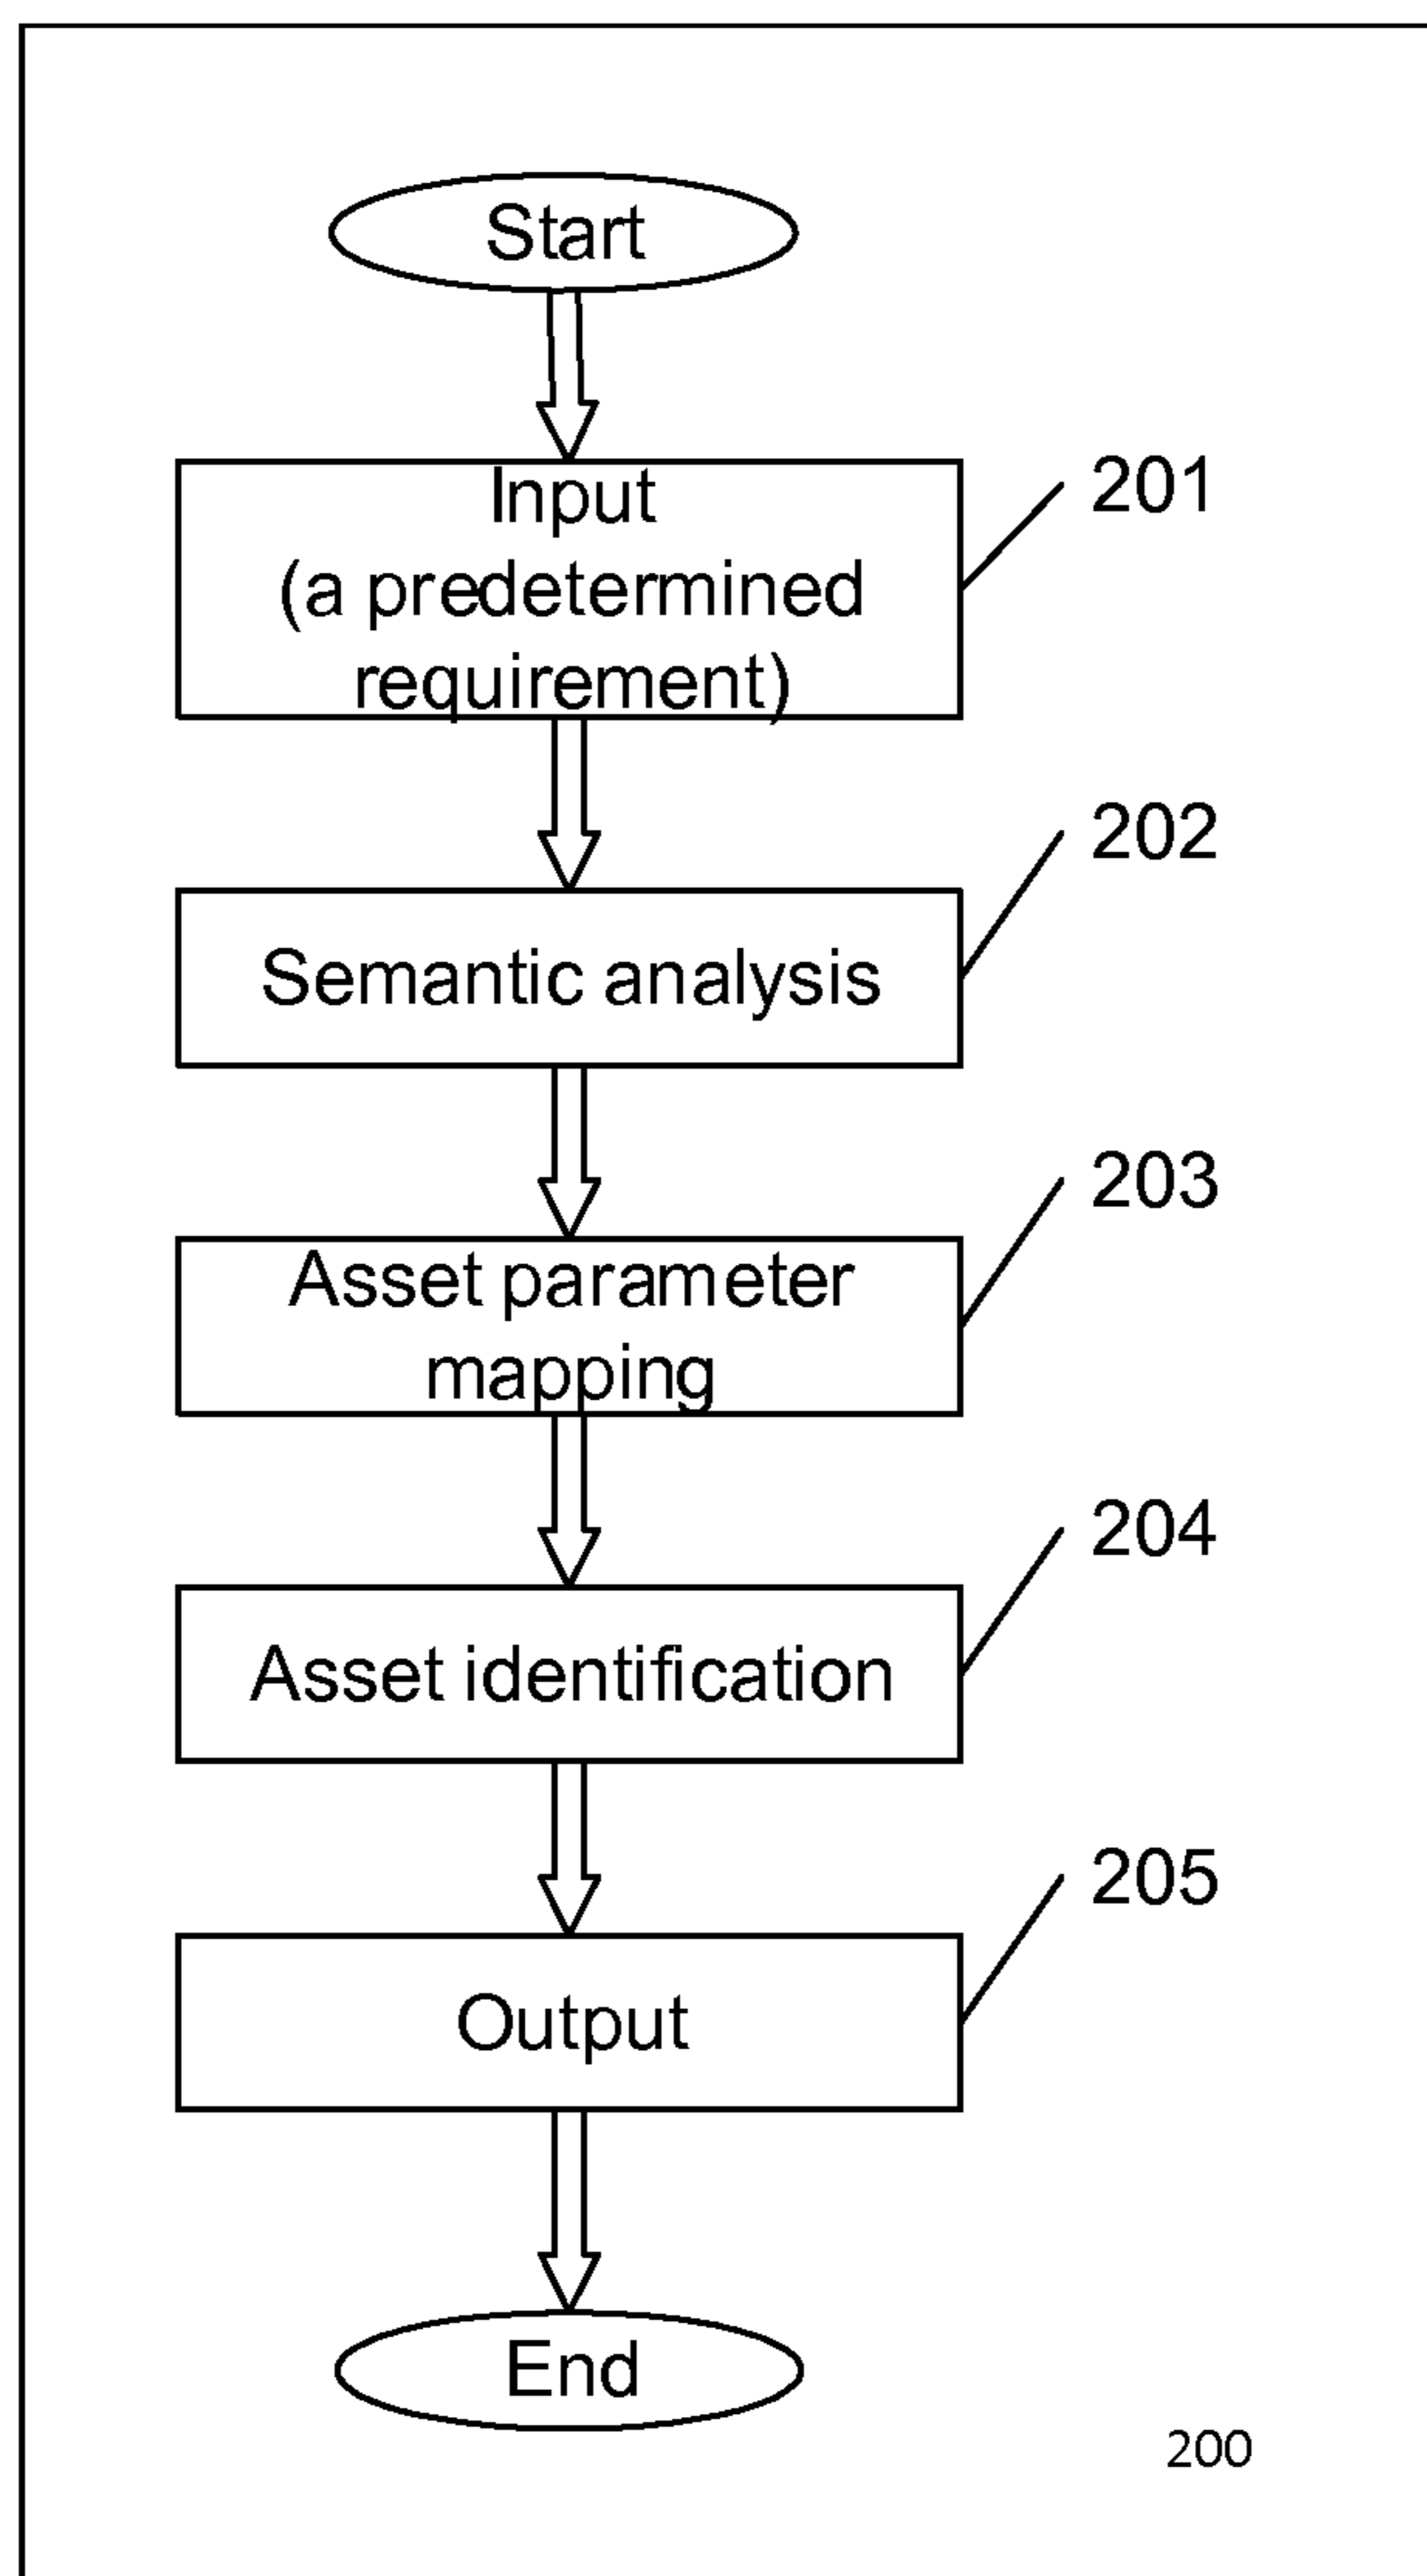 Start
Input
(a predetermined
requirement)
201
Semantic analysis
202
Asset parameter
mapping
203
Asset identification
204
Output
205
End
200